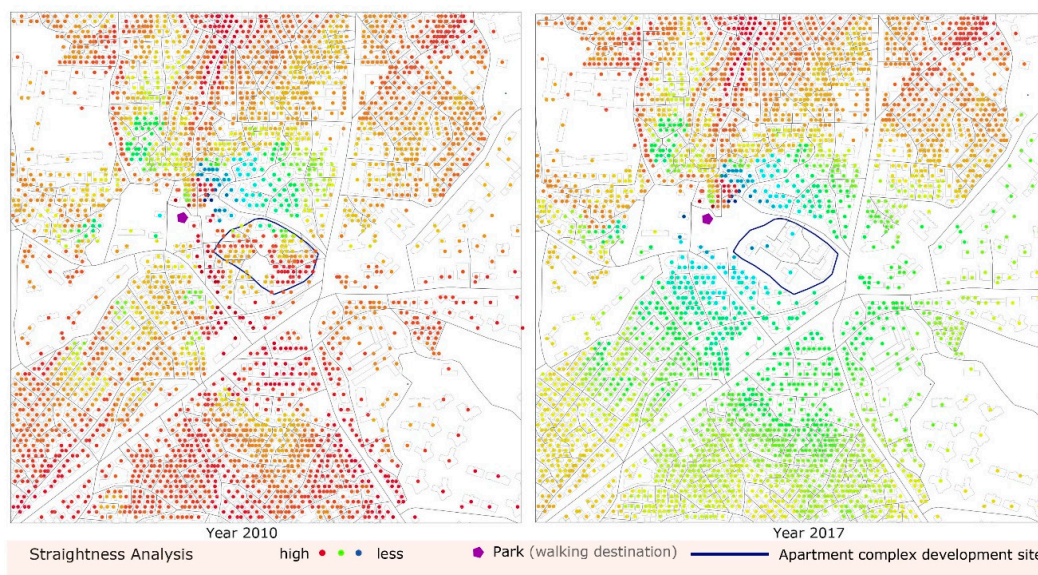 Year 2010
Year 2017
Straightness Analysis high less Park (walking destination) Apartment complex development site